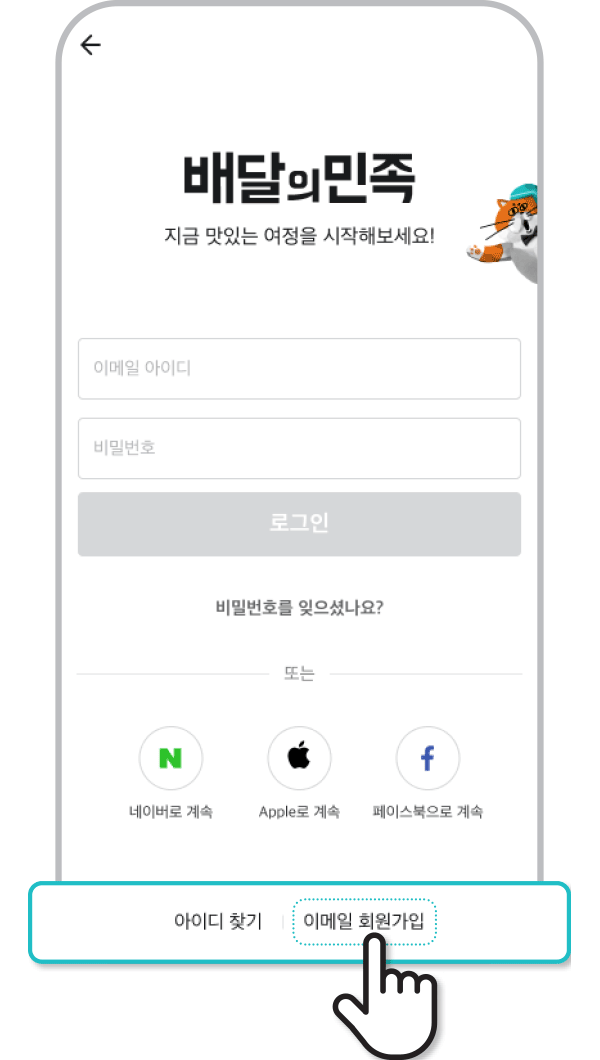 배달의민족
지금 맛있는 여정을 시작해보세요!
이메일 아이디
비밀번호
로그인
비밀번호를 잊으셨나요?
또는
N f
네이버로 계속 Apple로 계속 페이스북으로 계속
아이디 찾기 이메일 회원가입